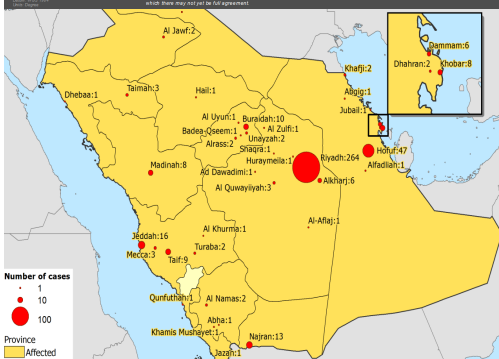 which there may not yet be full agreement.
Al Jawf:2
Dammam:6
Dhahran:2
Khobar:8
Khafji:2
Taimah:3
Dhebaa:1
Hail:1
Abgig:1
Jubail:1
Al Uyun:1
Buraidah:10
Badea-Qseem:1
Al Zulfi:1
Unayzah:2
Alrass:2
Shaqra:1
Hofuf:47
Huraymeila:1
Riyadh:264
Alfadliah:1
Madinah:8
Ad Dawadimi:1
Alkharj:6
Al Quwayiiyah:3
Al-Aflaj:1
Al Khurma:1
Jeddah:16
Turaba:2
Mecca:3
Taif:9
Number of cases
1
10
100
Qunfuthah:1
Al Namas:2
Abha:1
Khamis Mushayet:1
Najran:13
Jazan:1
Province
Affected